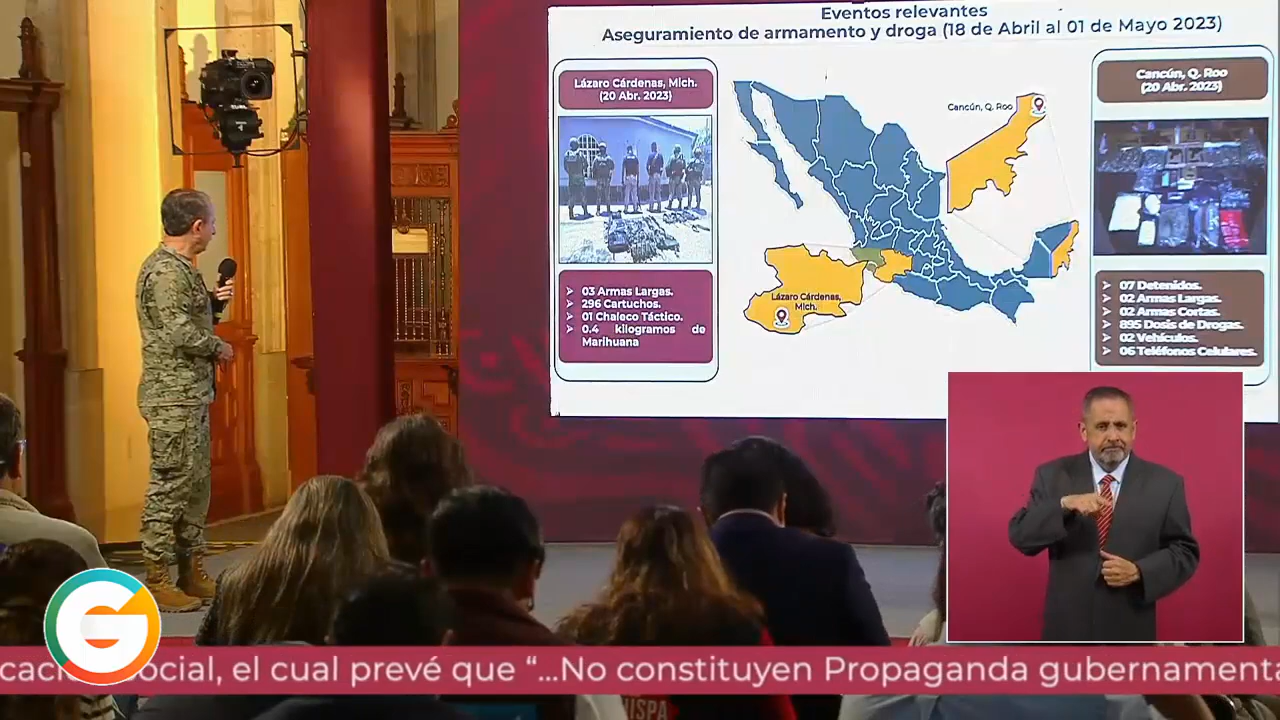 Eventos relevantes
Aseguramiento de armamento y droga (18 de Abril al 01 de Mayo 2023)
Lázaro Cárdenas, Mich.
(20 Abr. 2023)
03 Armas Largas.
296 Cartuchos.
01 Chaleco Táctico.
0.4 kilogramos de
Marihuana
Cancún, Q. Roo
Lázaro Cárdenas,
Mich.
Cancún, Q. Roo
(20 Abr. 2023)
07 Detenidos.
02 Armas Largas.
02 Armas Cortas.
895 Dosis de Drogas.
02 Vehículos.
06 Teléfonos Celulares.
G
social, el cual prevé que “...No constituyen Propaganda gubernamenta
HISPA